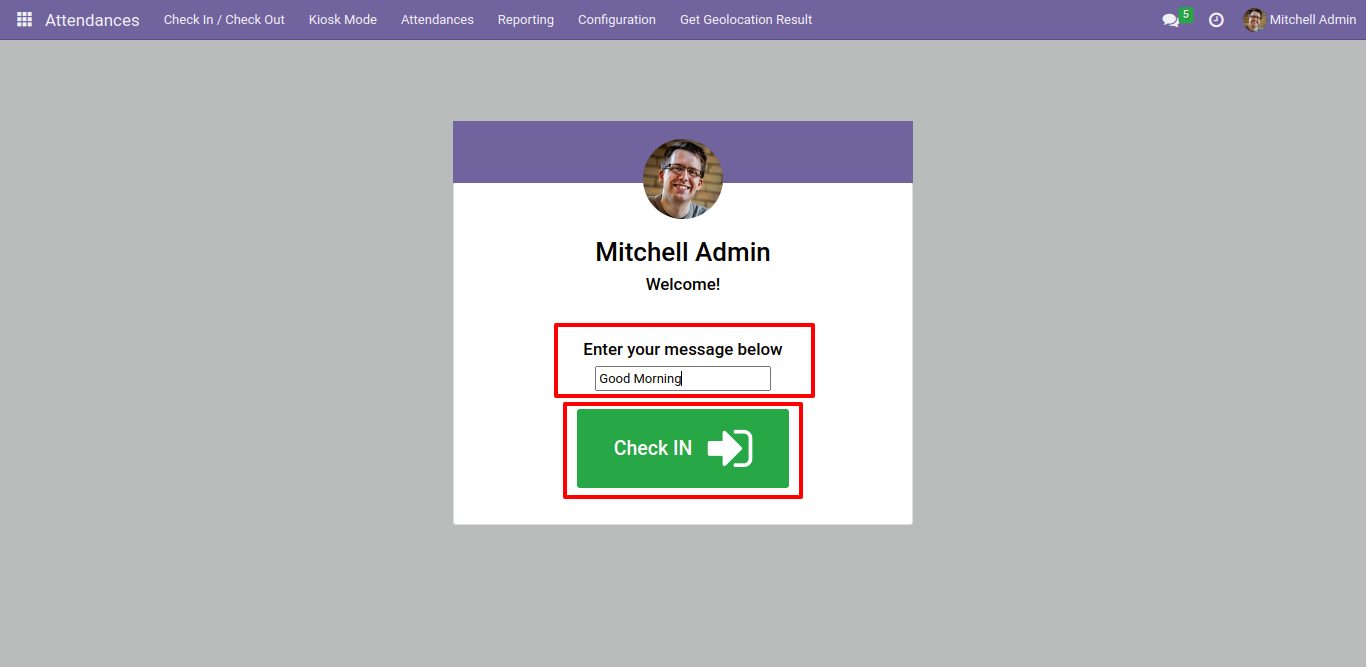 Attendances Check In / Check Out Kiosk Mode Attendances Reporting Configuration Get Geolocation Result 5 Mitchell Admin
Mitchell Admin
Welcome!
Enter your message below
Good Morning
Check IN